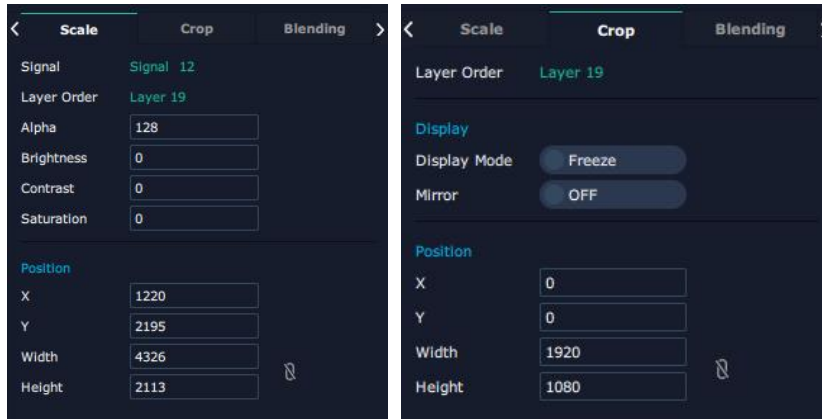 Scale Crop Blending
Signal Signal 12
Layer Order Layer 19
Alpha 128
Brightness 0
Contrast 0
Saturation 0
Position
X 1220
Y 2195
Width 4326
Height 2113
Scale Crop Blending
Layer Order Layer 19
Display
Display Mode Freeze
Mirror OFF
Position
X 0
Y 0
Width 1920
Height 1080